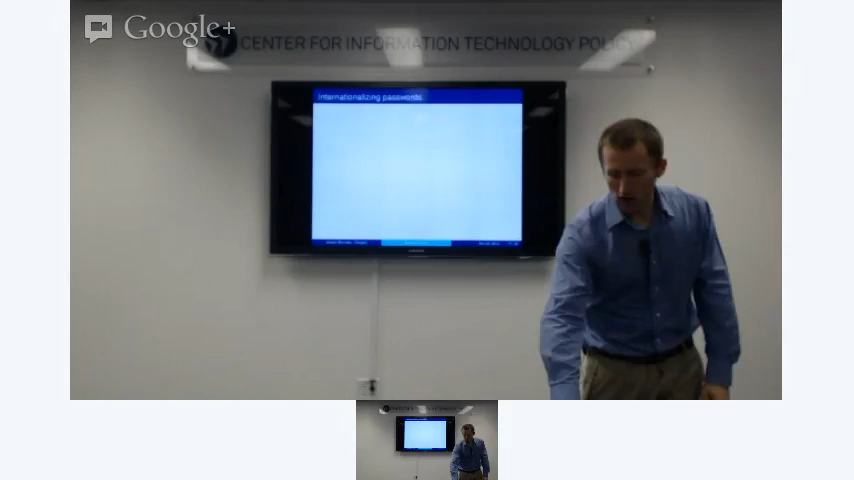 Google+
CENTER FOR INFORMATION TECHNOLOGY POLICY
Internationalizing passwords